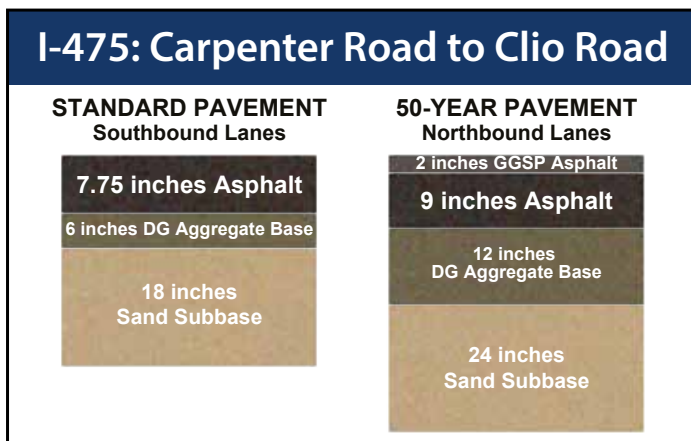 I-475: Carpenter Road to Clio Road
STANDARD PAVEMENT
Southbound Lanes
7.75 inches Asphalt
6 inches DG Aggregate Base
18 inches
Sand Subbase
50-YEAR PAVEMENT
Northbound Lanes
2 inches GGSP Asphalt
9 inches Asphalt
12 inches
DG Aggregate Base
24 inches
Sand Subbase